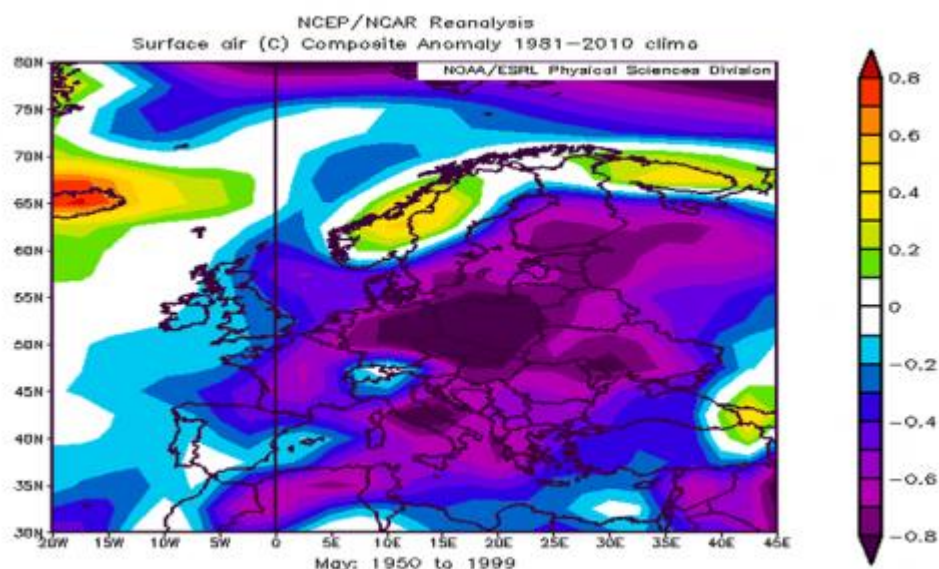 NCEP/NCAR Reanalysis
Surface air (C) Composite Anomaly 1981-2010 climo
NOAA/ESRL Physical Sciences Division
80N
75N
70N
65N
60N
55N
50N
45N
40N
35N
30N
20W 15W 10W 5W 0 5E 10E 15E 20E 25E 30E 35E 40E 45E
May: 1950 to 1999
0.8
0.6
0.4
0.2
0
-0.2
-0.4
-0.6
-0.8